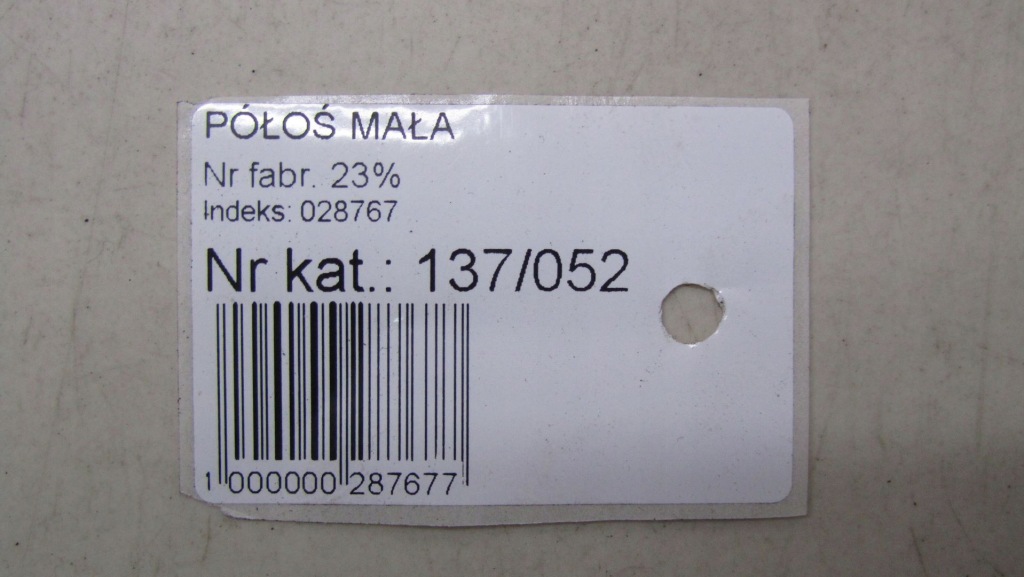 PÓŁOŚ MAŁA
Nr fabr. 23%
Indeks: 028767
Nr kat.: 137/052
1 000000 287677